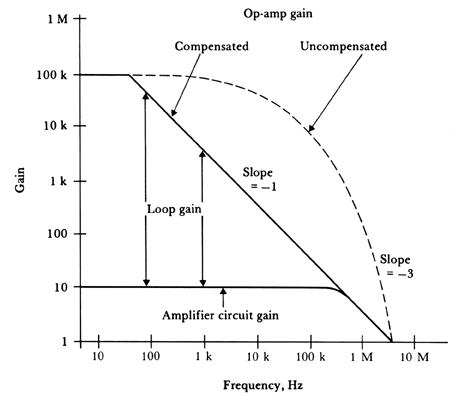 Op-amp gain
1 M
Compensated
Uncompensated
100 k
10 k
Gain
1 k
Slope
= −1
Loop gain
100
Slope
= −3
10
Amplifier circuit gain
1
10
100
1 k
10 k
100 k
1 M
10 M
Frequency, Hz